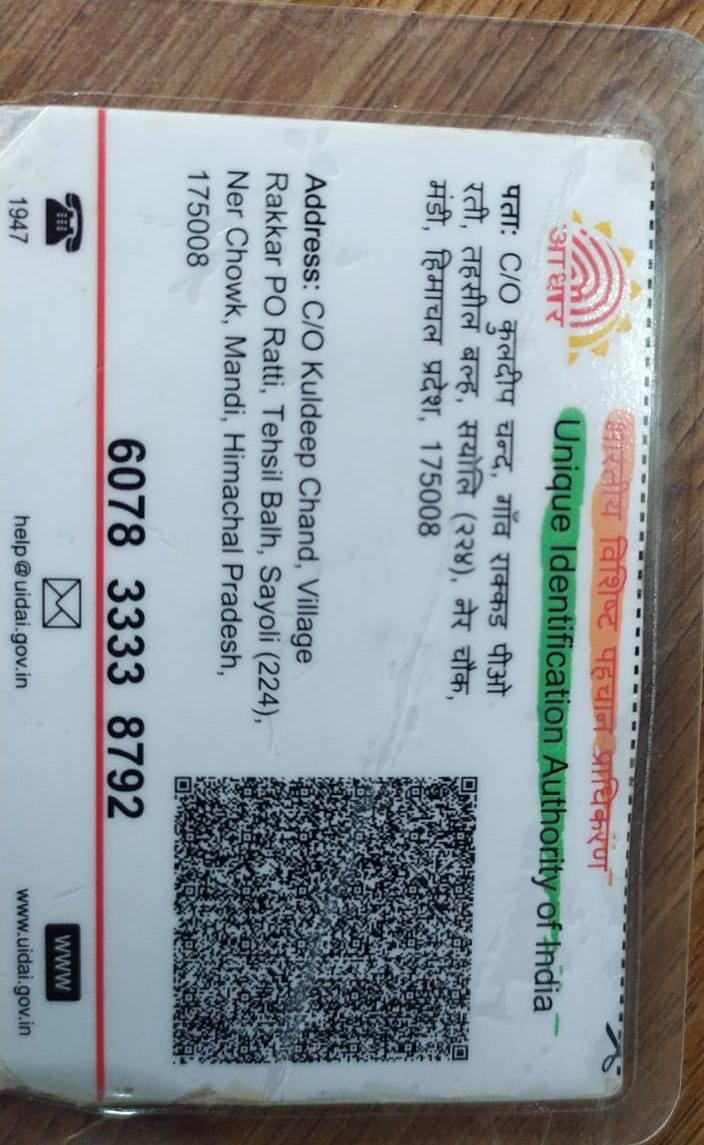 आधार
भारतीय विशिष्ट पहचान प्राधिकरण
Unique Identification Authority of India
पता: C/O कुलदीप चन्द, गाँव राक्कड पीओ
रती, तहसील बल्ह, सयोलि (२२४), नेर चौक,
मंडी, हिमाचल प्रदेश, 175008
Address: C/O Kuldeep Chand, Village
Rakkar PO Ratti, Tehsil Balh, Sayoli (224),
Ner Chowk, Mandi, Himachal Pradesh,
175008
6078 3333 8792
1947
help@uidai.gov.in
www
www.uidai.gov.in